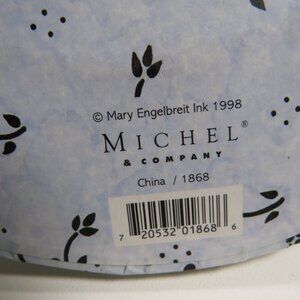 © Mary Engelbreit Ink 1998
MICHEL®
& COMPANY
China / 1868
7 20532 01868 6